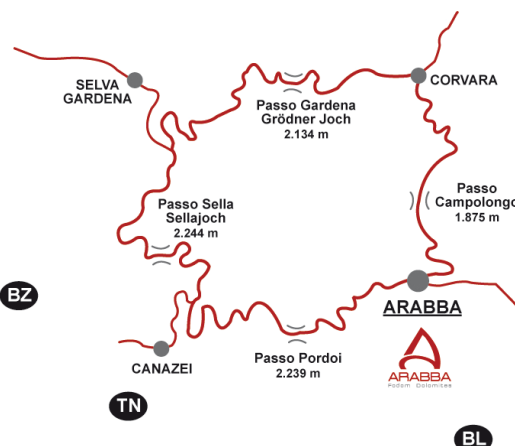 SELVA
GARDENA
CORVARA
Passo Gardena
Grödner Joch
2.134 m
Passo
Campolongo
1.875 m
Passo Sella
Sellajoch
2.244 m
BZ
ARABBA
ARABBA
Fodom Dolomites
Passo Pordoi
2.239 m
CANAZEI
TN
BL